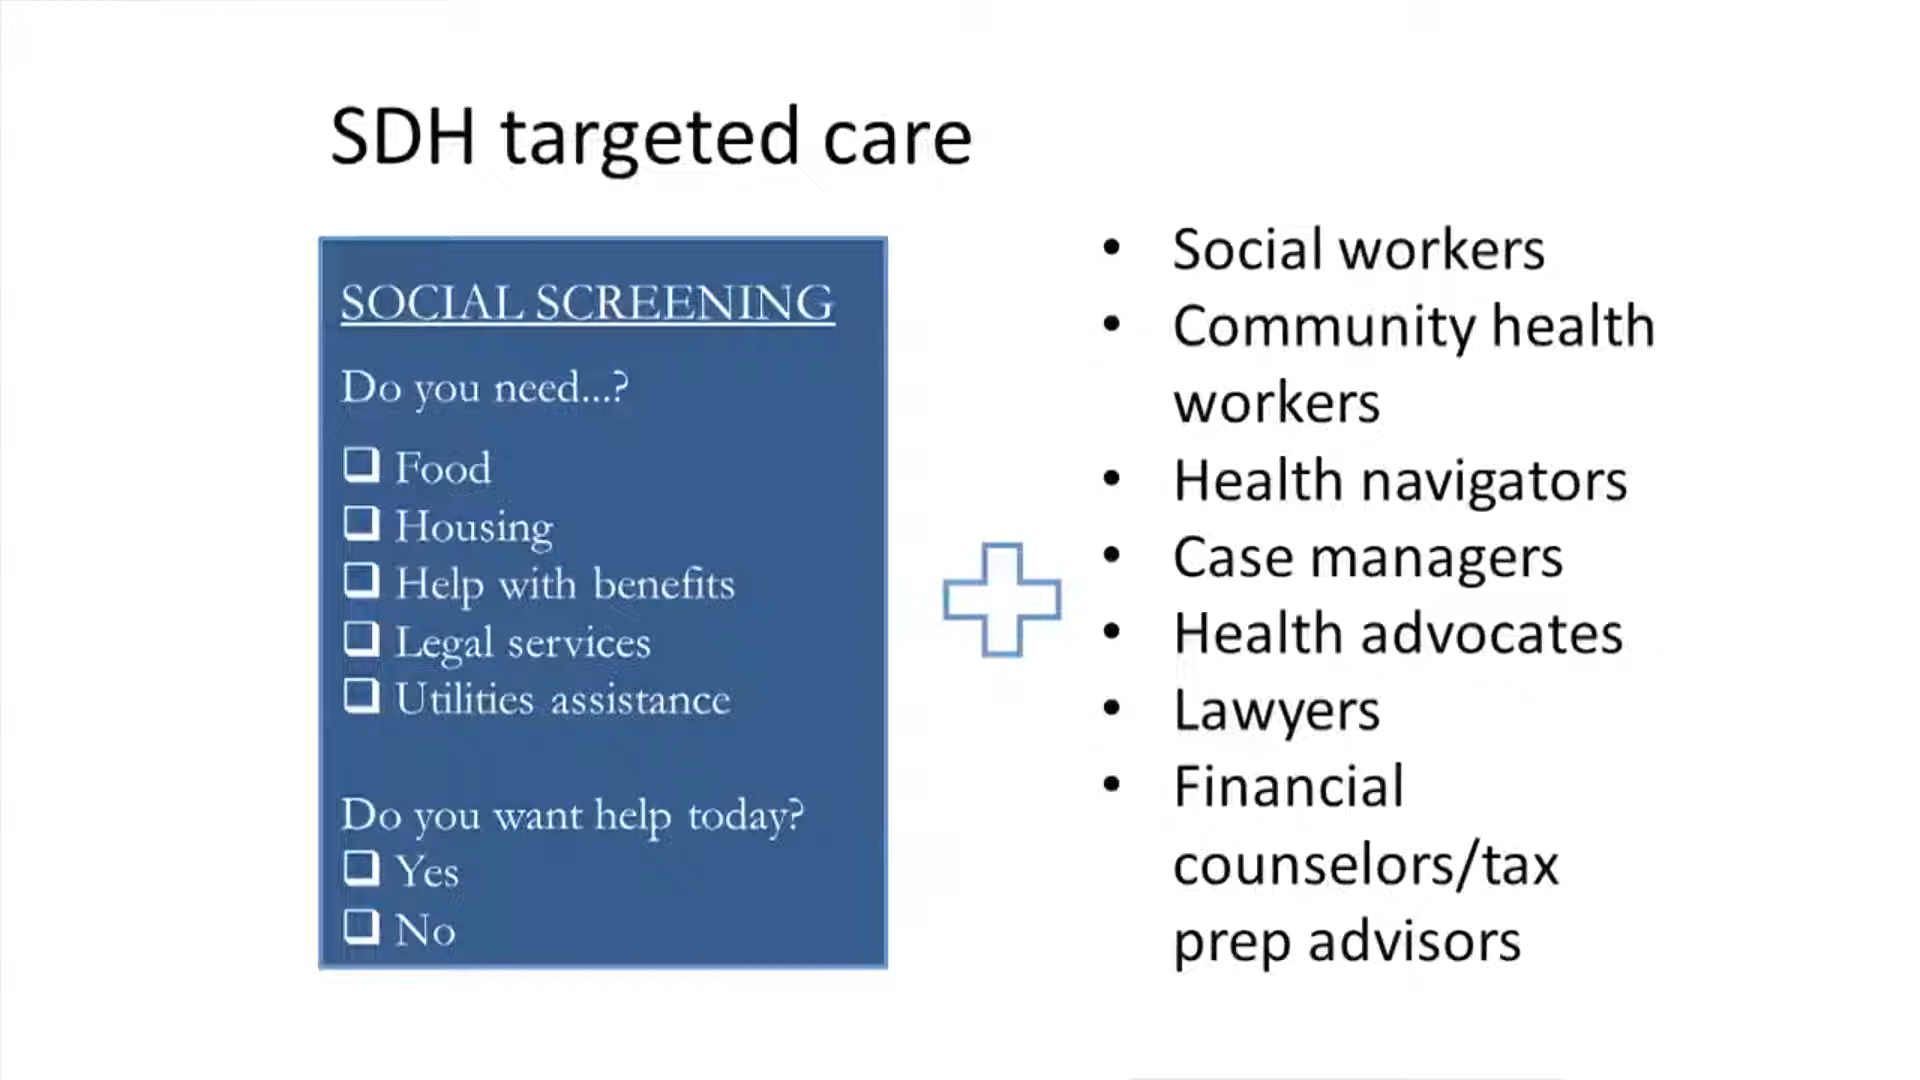 SDH targeted care
SOCIAL SCREENING
Do you need...?
Food
Housing
Help with benefits
Legal services
Utilities assistance
Do you want help today?
Yes
No
• Social workers
• Community health
workers
• Health navigators
• Case managers
• Health advocates
• Lawyers
• Financial
counselors/tax
prep advisors